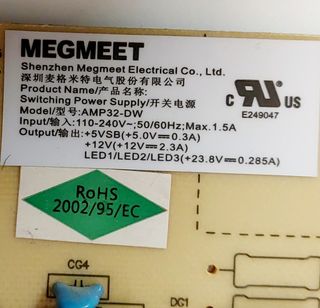 MEGMEET
Shenzhen Megmeet Electrical Co., Ltd.
深圳麦格米特电气股份有限公司
Product Name/产品名称:
Switching Power Supply/开关电源
Model/型号: AMP32-DW
Input/输入: 110-240V~;50/60Hz;Max.1.5A
Output/输出: +5VSB(+5.0V⎓0.3A)
+12V(+12V⎓2.3A)
LED1/LED2/LED3(+23.8V⎓0.285A)
c RU US
E249047
RoHS
2002/95/EC
CG4
DG1